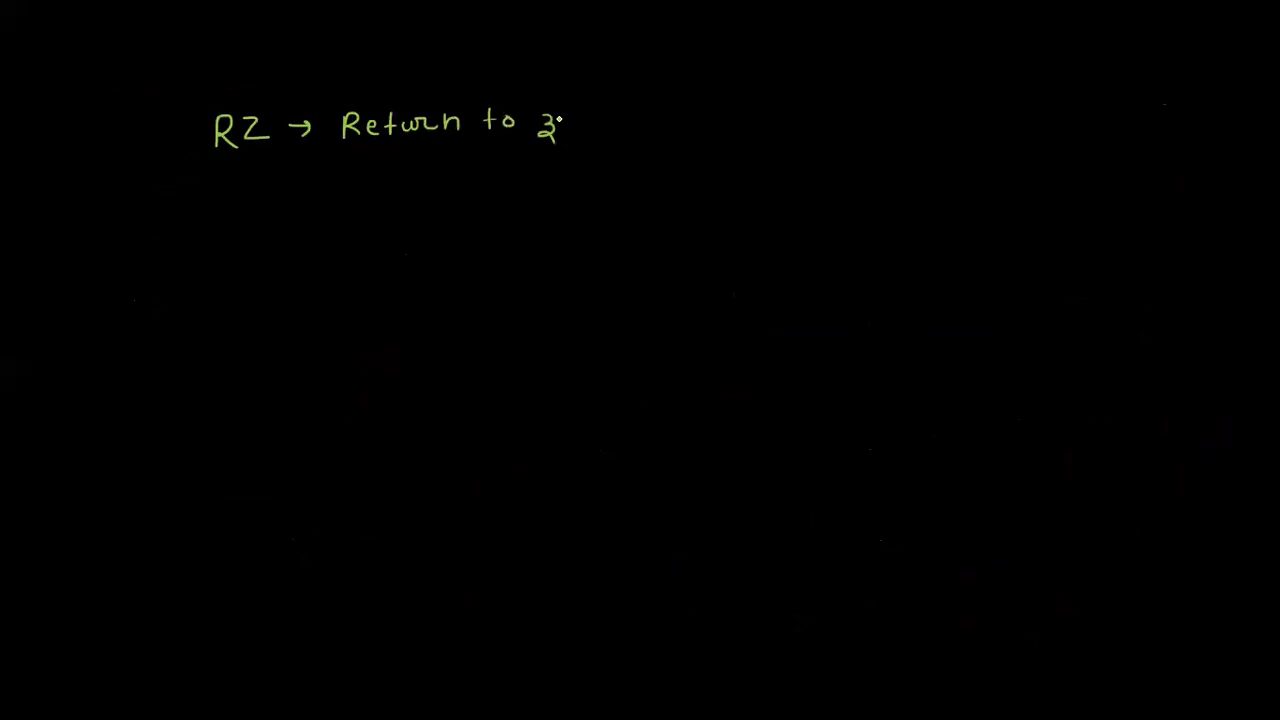 RZ → Return to z